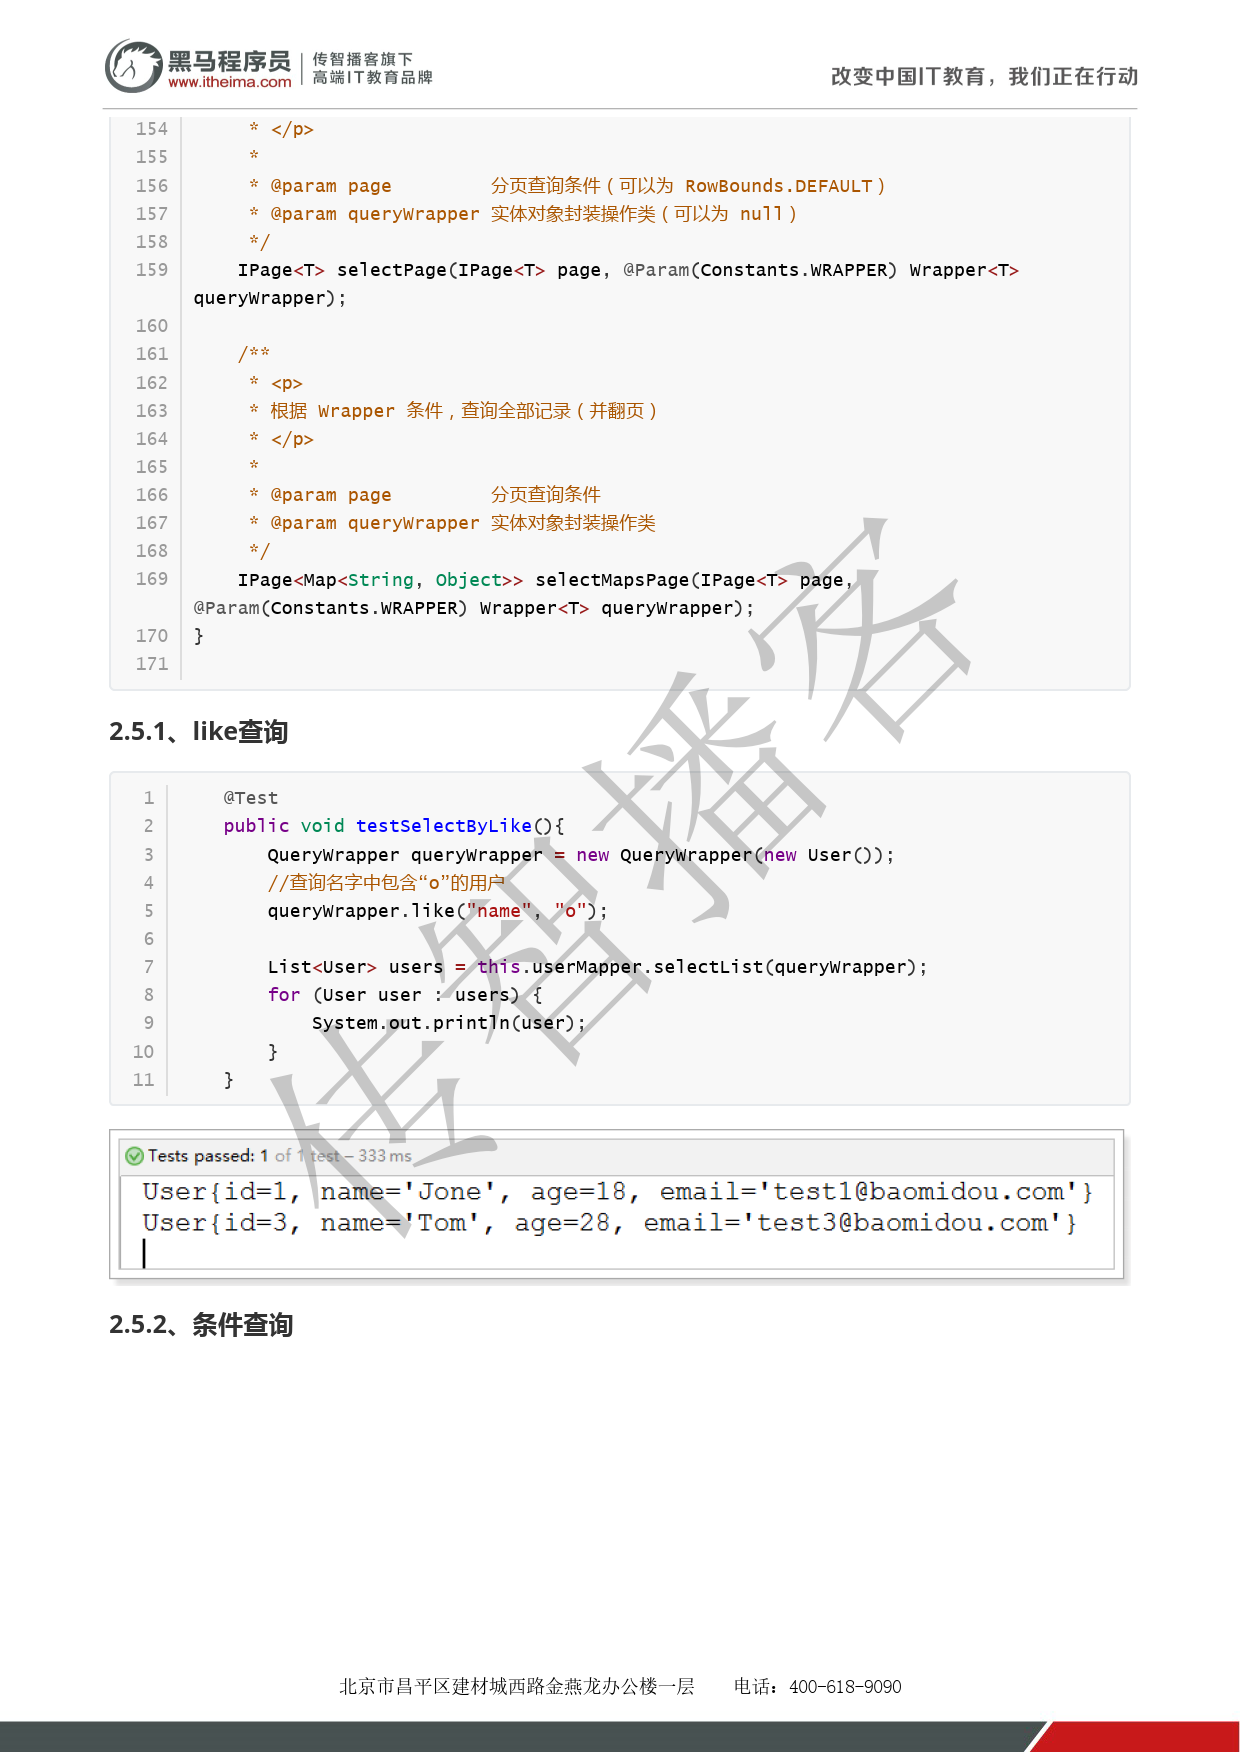 黑马程序员
www.itheima.com
传智播客旗下
高端IT教育品牌
改变中国IT教育，我们正在行动
154      * </p>
155      *
156      * @param page         分页查询条件（可以为 RowBounds.DEFAULT）
157      * @param queryWrapper 实体对象封装操作类（可以为 null）
158      */
159     IPage<T> selectPage(IPage<T> page, @Param(Constants.WRAPPER) Wrapper<T>
queryWrapper);
160
161     /**
162      * <p>
163      * 根据 Wrapper 条件，查询全部记录（并翻页）
164      * </p>
165      *
166      * @param page         分页查询条件
167      * @param queryWrapper 实体对象封装操作类
168      */
169     IPage<Map<String, Object>> selectMapsPage(IPage<T> page,
@Param(Constants.WRAPPER) Wrapper<T> queryWrapper);
170 }
171
2.5.1、like查询
1     @Test
2     public void testSelectByLike(){
3         QueryWrapper queryWrapper = new QueryWrapper(new User());
4         //查询名字中包含“o”的用户
5         queryWrapper.like("name", "o");
6
7         List<User> users = this.userMapper.selectList(queryWrapper);
8         for (User user : users) {
9             System.out.println(user);
10         }
11     }
Tests passed: 1 of 1 test – 333 ms
User{id=1, name='Jone', age=18, email='test1@baomidou.com'}
User{id=3, name='Tom', age=28, email='test3@baomidou.com'}
2.5.2、条件查询
传智播客
北京市昌平区建材城西路金燕龙办公楼一层 电话：400-618-9090